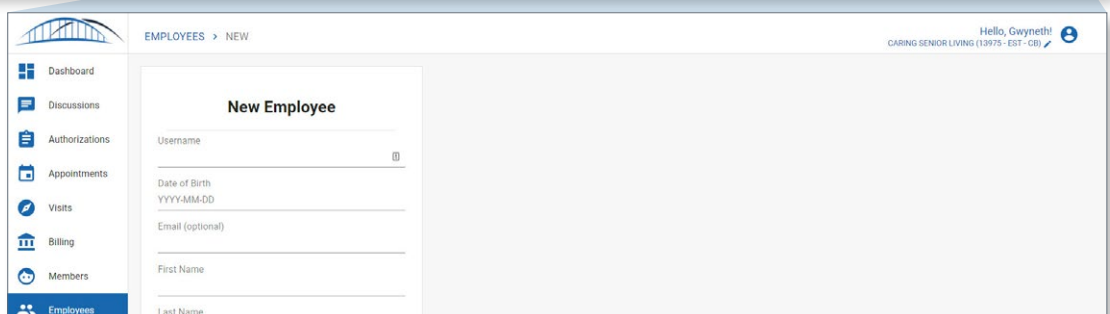 EMPLOYEES > NEW
Hello, Gwyneth!
CARING SENIOR LIVING (13975 - EST - CB)
Dashboard
Discussions
Authorizations
Appointments
Visits
Billing
Members
Employees
New Employee
Username
Date of Birth
YYYY-MM-DD
Email (optional)
First Name
Last Name